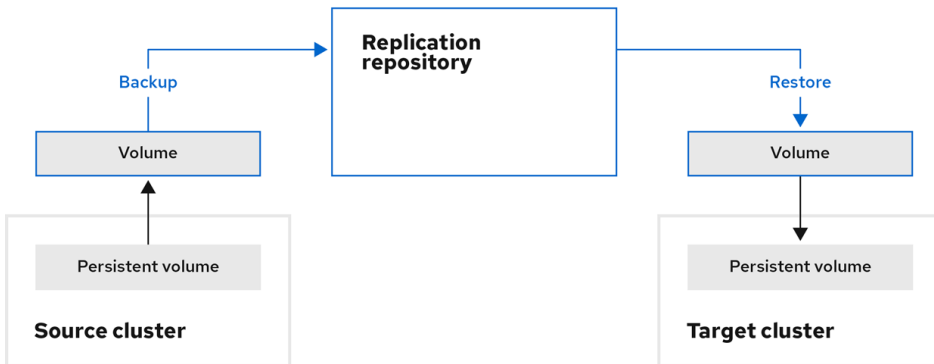 Replication
repository
Backup
Restore
Volume
Volume
Persistent volume
Persistent volume
Source cluster
Target cluster